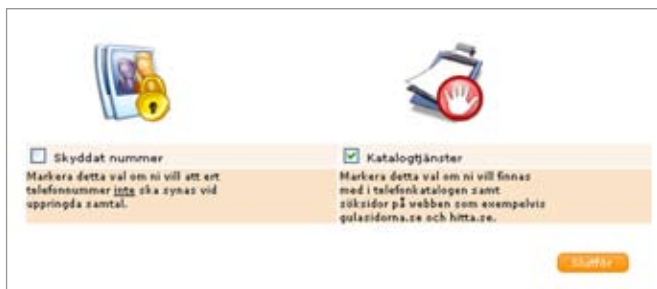 Skyddat nummer
Markera detta val om ni vill att ert
telefonnummer inte ska synas vid
uppringda samtal.
Katalogtjänster
Markera detta val om ni vill finnas
med i telefonkatalogen samt
söksidor på webben som exempelvis
gulasidorna.se och hitta.se.
Slutför